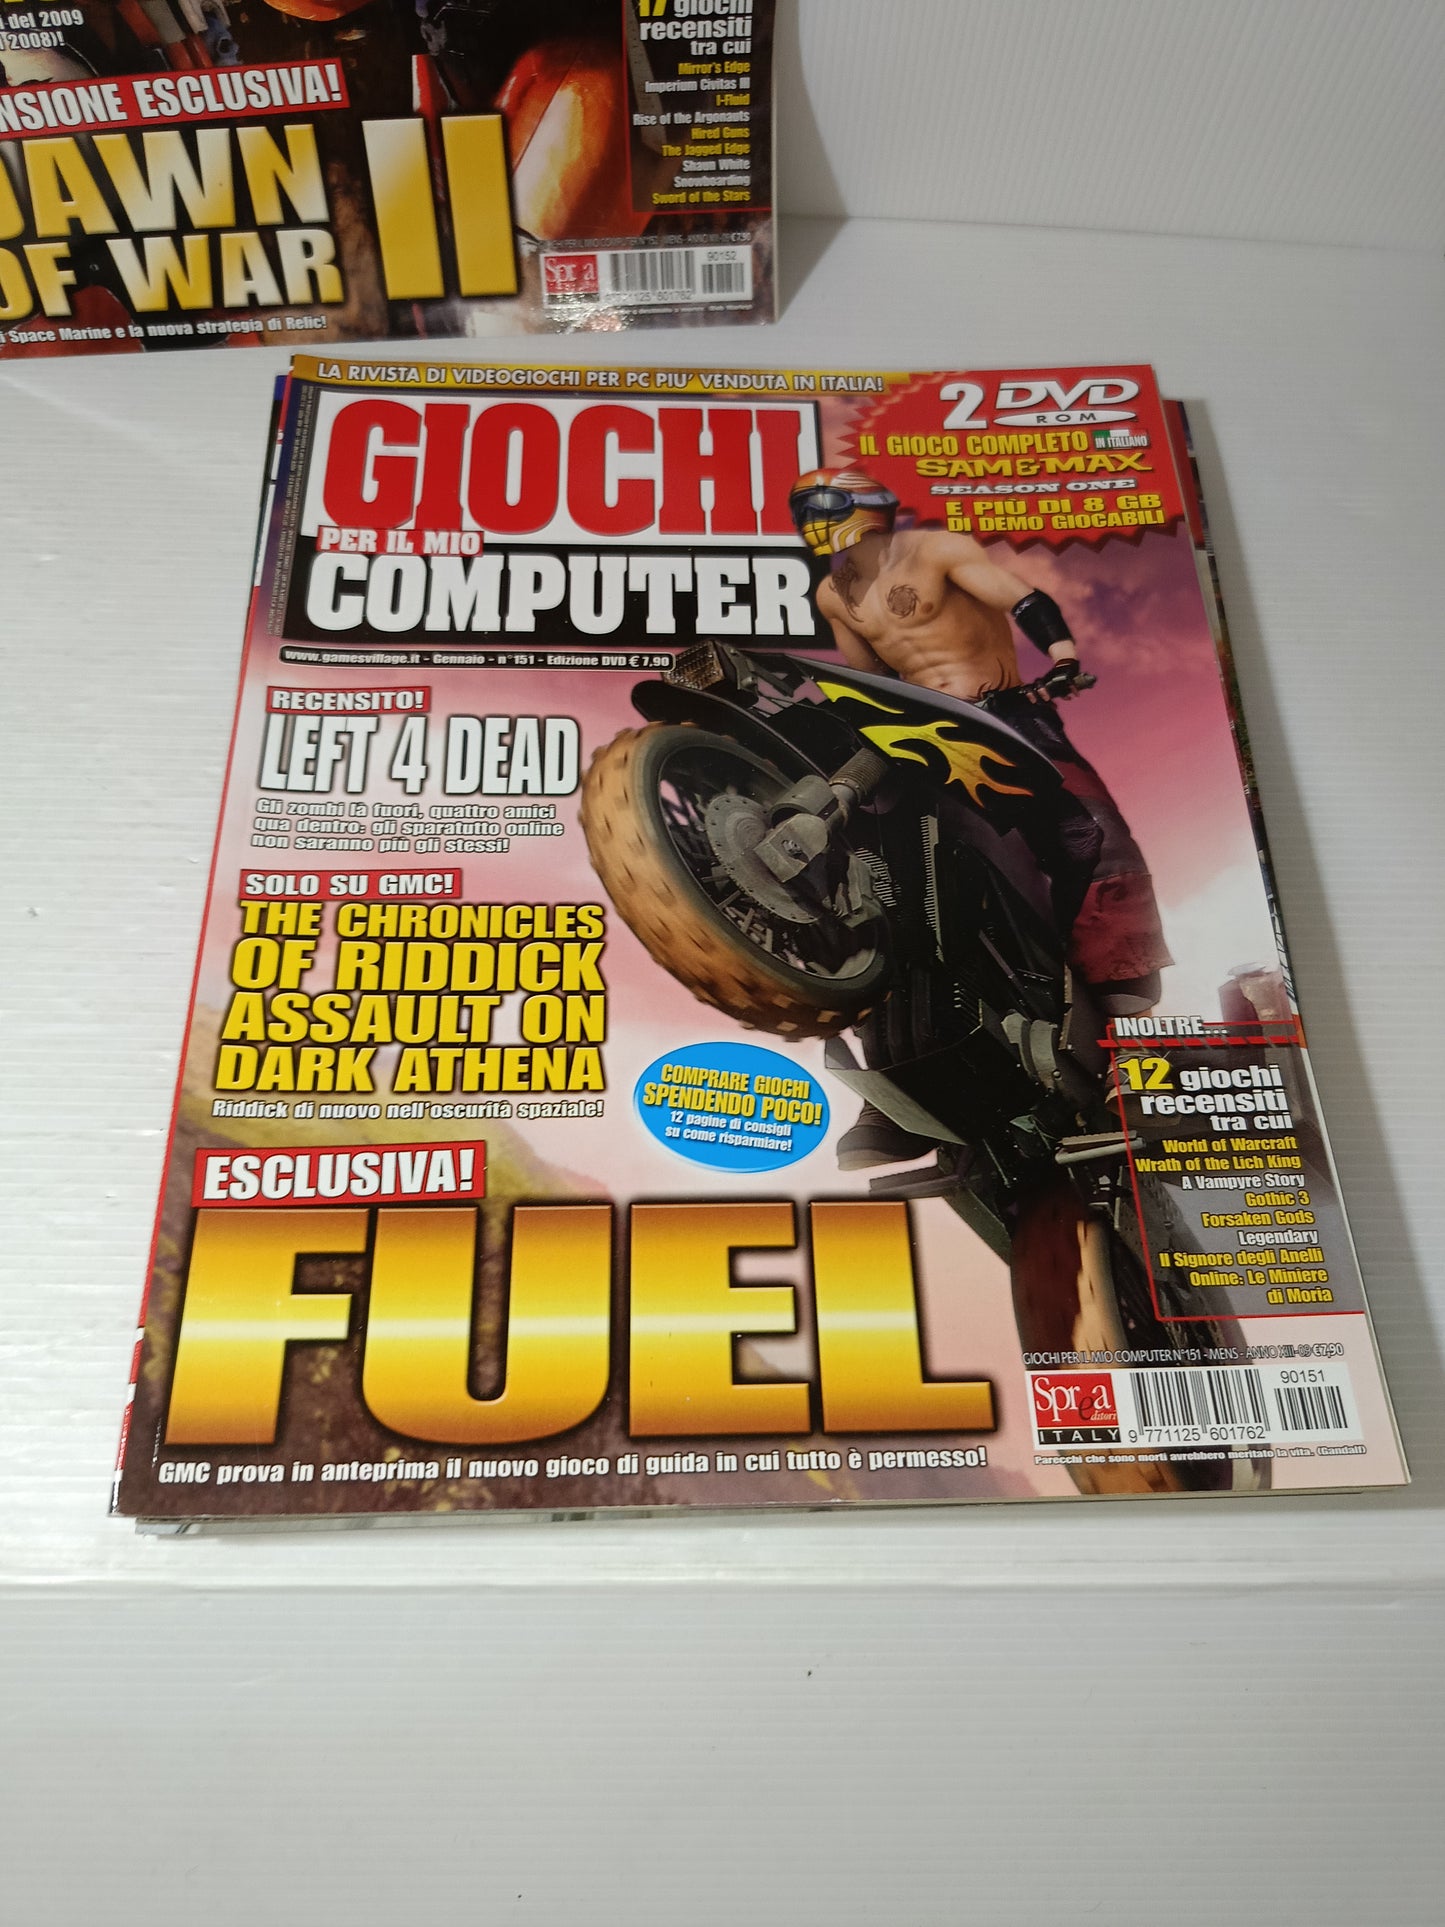 i del 2009
2008)!
17 giochi
recensiti
tra cui
Mirror's Edge
Imperium Civitas III
I-Fluid
Rise of the Argonauts
Hired Guns
The Jagged Edge
Shawn White
Snowboarding
Sword of the Stars
NSIONE ESCLUSIVA!
DAWN
OF WAR II
i Space Marine e la nuova strategia di Relic!
90152
771125 601762
LA RIVISTA DI VIDEOGIOCHI PER PC PIU' VENDUTA IN ITALIA!
2 DVD
ROM
IL GIOCO COMPLETO IN ITALIANO
SAM&MAX
SEASON ONE
E PIÙ DI 8 GB
DI DEMO GIOCABILI
GIOCHI
PER IL MIO
COMPUTER
www.gamesvillage.it - Gennaio - n°151 - Edizione DVD € 7,90
RECENSITO!
LEFT 4 DEAD
Gli zombi là fuori, quattro amici
qua dentro: gli sparatutto online
non saranno più gli stessi!
SOLO SU GMC!
THE CHRONICLES
OF RIDDICK
ASSAULT ON
DARK ATHENA
Riddick di nuovo nell'oscurità spaziale!
COMPRARE GIOCHI
SPENDENDO POCO!
12 pagine di consigli
su come risparmiare!
INOLTRE...
12 giochi
recensiti
tra cui
World of Warcraft
Wrath of the Lich King
A Vampyre Story
Gothic 3
Forsaken Gods
Legendary
Il Signore degli Anelli
Online: Le Miniere
di Moria
ESCLUSIVA!
FUEL
GMC prova in anteprima il nuovo gioco di guida in cui tutto è permesso!
GIOCHI PER IL MIO COMPUTER N°151 - MENS - ANNO XIII-09 €7,90
Sprea
editori
ITALY
90151
9 771125 601762
Parecchi che sono morti avrebbero meritato la vita. (Gandalf)